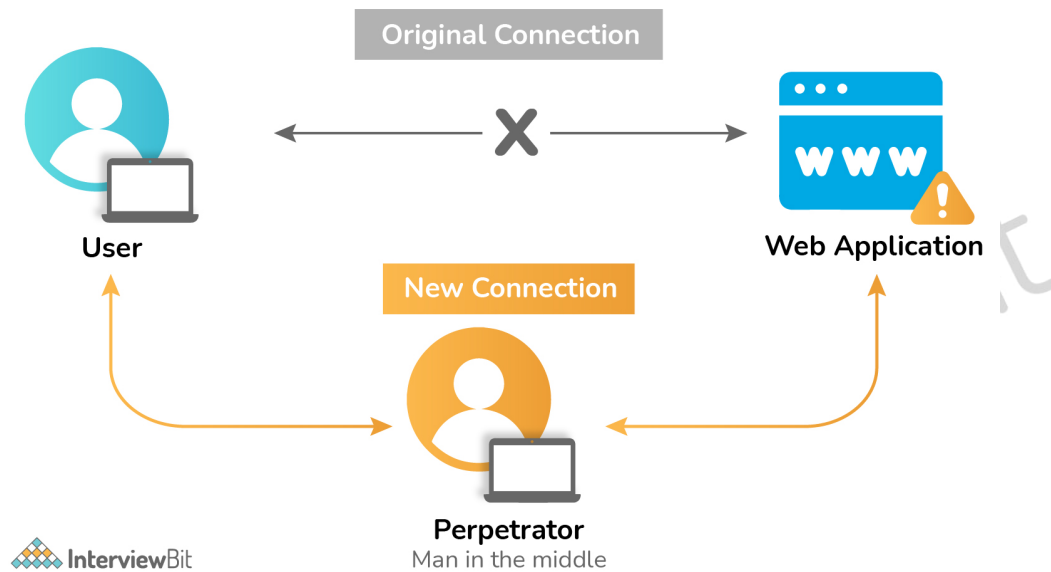 Original Connection
WWW
User
Web Application
New Connection
Perpetrator
Man in the middle
InterviewBit